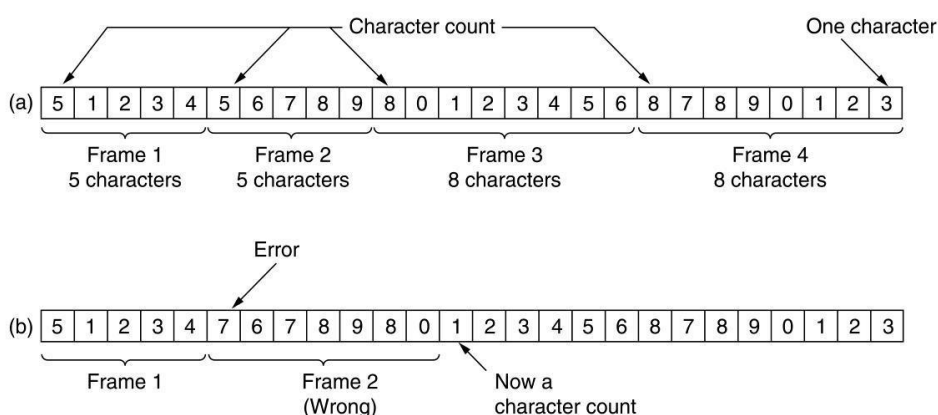 Character count
One character
(a) 5 1 2 3 4 5 6 7 8 9 8 0 1 2 3 4 5 6 8 7 8 9 0 1 2 3
Frame 1
5 characters
Frame 2
5 characters
Frame 3
8 characters
Frame 4
8 characters
Error
(b) 5 1 2 3 4 7 6 7 8 9 8 0 1 2 3 4 5 6 8 7 8 9 0 1 2 3
Frame 1
Frame 2
(Wrong)
Now a
character count